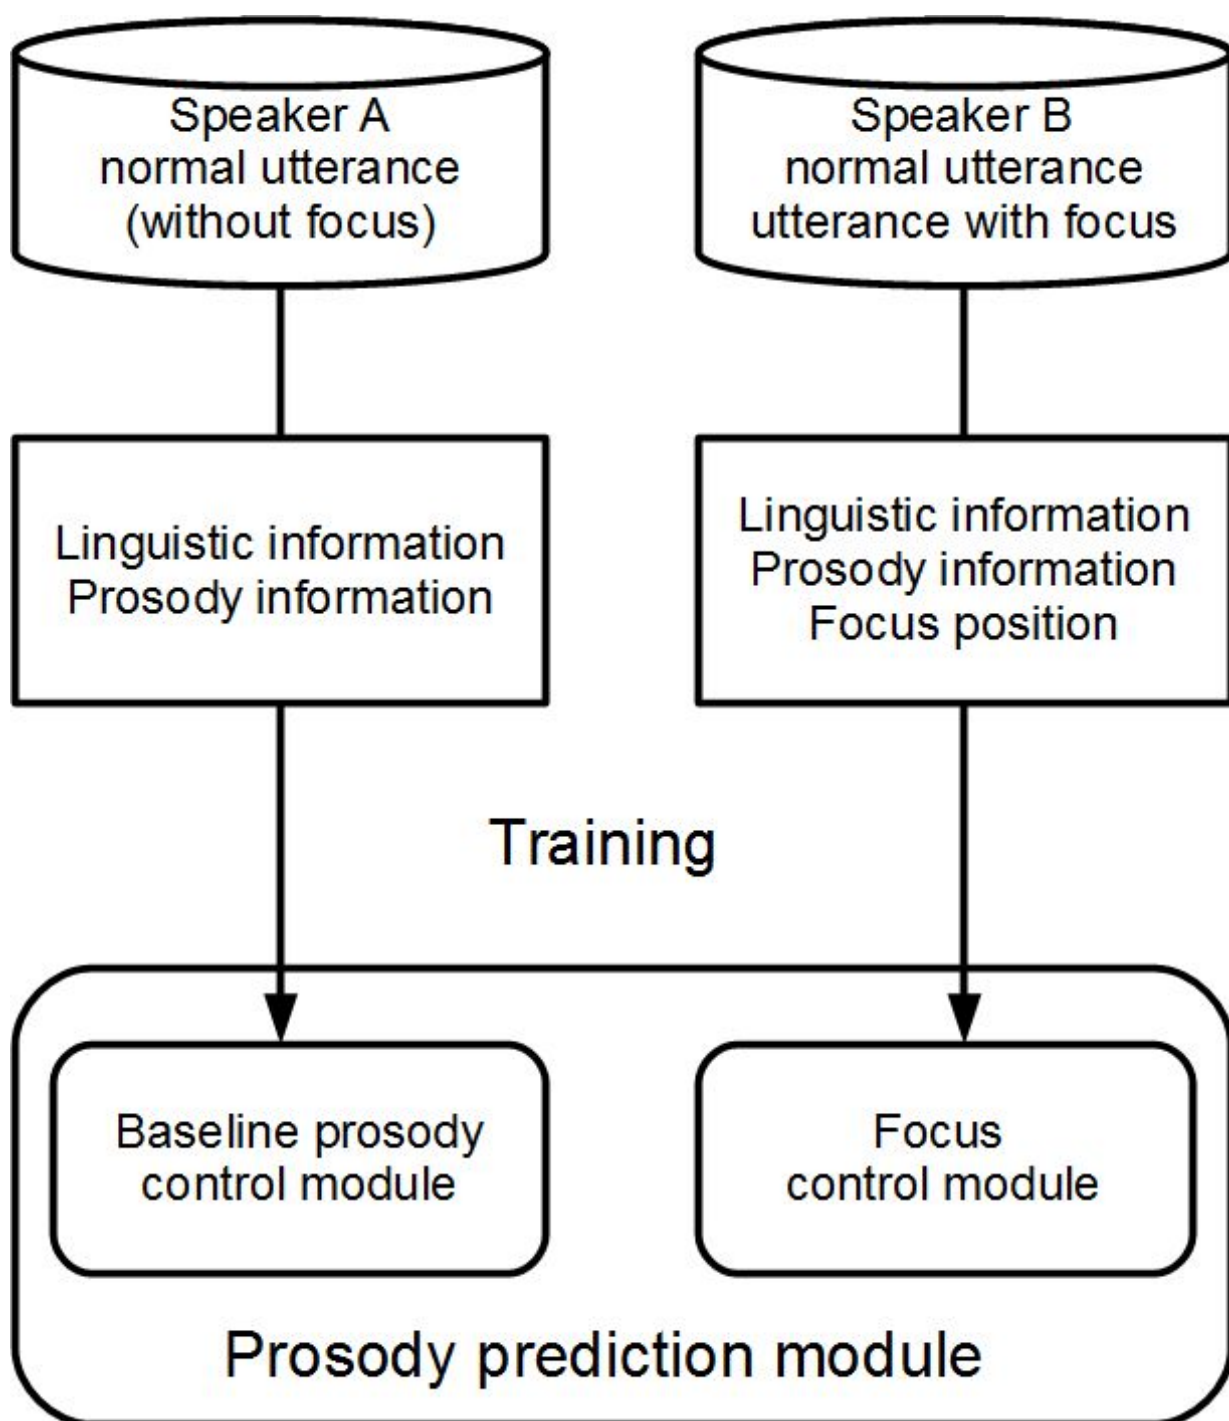 Speaker A
normal utterance
(without focus)
Speaker B
normal utterance
utterance with focus
Linguistic information
Prosody information
Linguistic information
Prosody information
Focus position
Training
Baseline prosody
control module
Focus
control module
Prosody prediction module